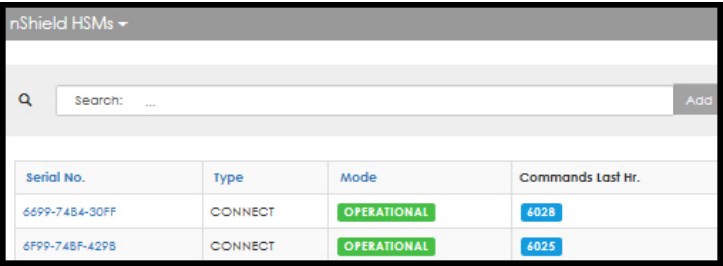 nShield HSMs
Search: ...
Add
Serial No. Type Mode Commands Last Hr.
6699-74B4-30FF CONNECT OPERATIONAL 6028
6F99-74BF-429B CONNECT OPERATIONAL 6025